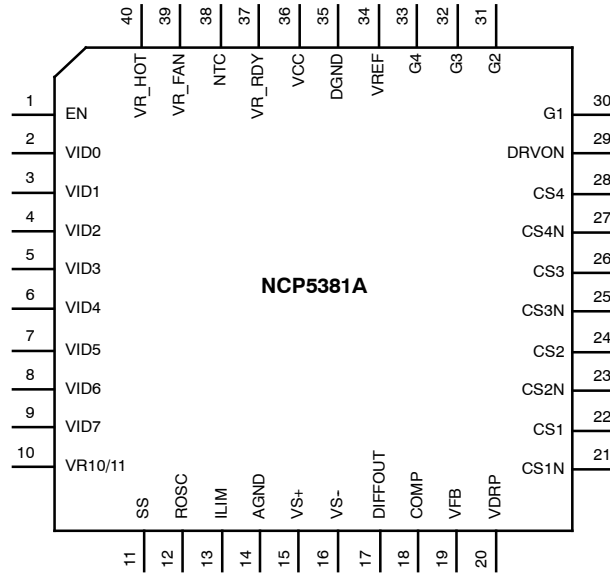 40 39 38 37 36 35 34 33 32 31
VR_HOT VR_FAN NTC VR_RDY VCC DGND VREF G4 G3 G2
1 EN G1 30
2 VID0 DRVON 29
3 VID1 CS4 28
4 VID2 CS4N 27
5 VID3 CS3 26
NCP5381A
6 VID4 CS3N 25
7 VID5 CS2 24
8 VID6 CS2N 23
9 VID7 CS1 22
10 VR10/11 CS1N 21
SS ROSC ILIM AGND VS+ VS- DIFFOUT COMP VFB VDRP
11 12 13 14 15 16 17 18 19 20